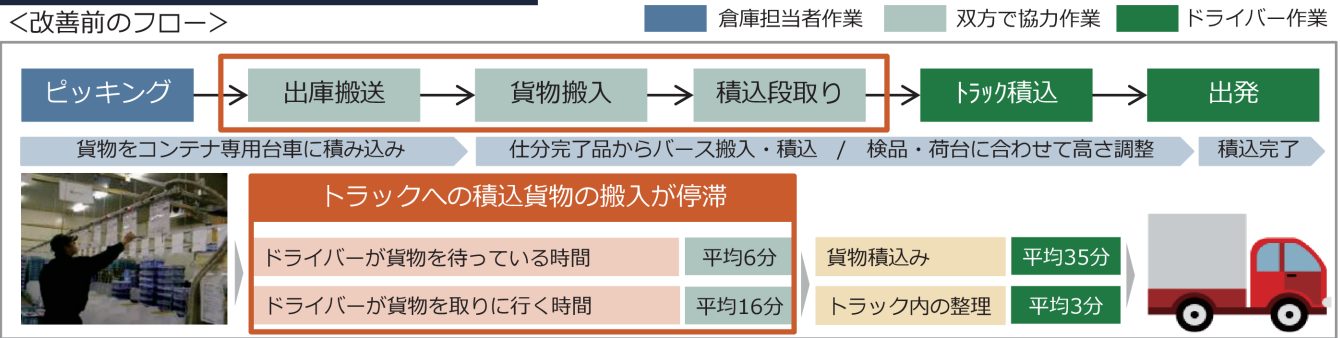 ＜改善前のフロー＞
倉庫担当者作業 双方で協力作業 ドライバー作業
ピッキング 出庫搬送 貨物搬入 積込段取り トラック積込 出発
貨物をコンテナ専用台車に積み込み 仕分完了品からバース搬入・積込 / 検品・荷台に合わせて高さ調整 積込完了
トラックへの積込貨物の搬入が停滞
ドライバーが貨物を待っている時間 平均6分 貨物積込み 平均35分
ドライバーが貨物を取りに行く時間 平均16分 トラック内の整理 平均3分